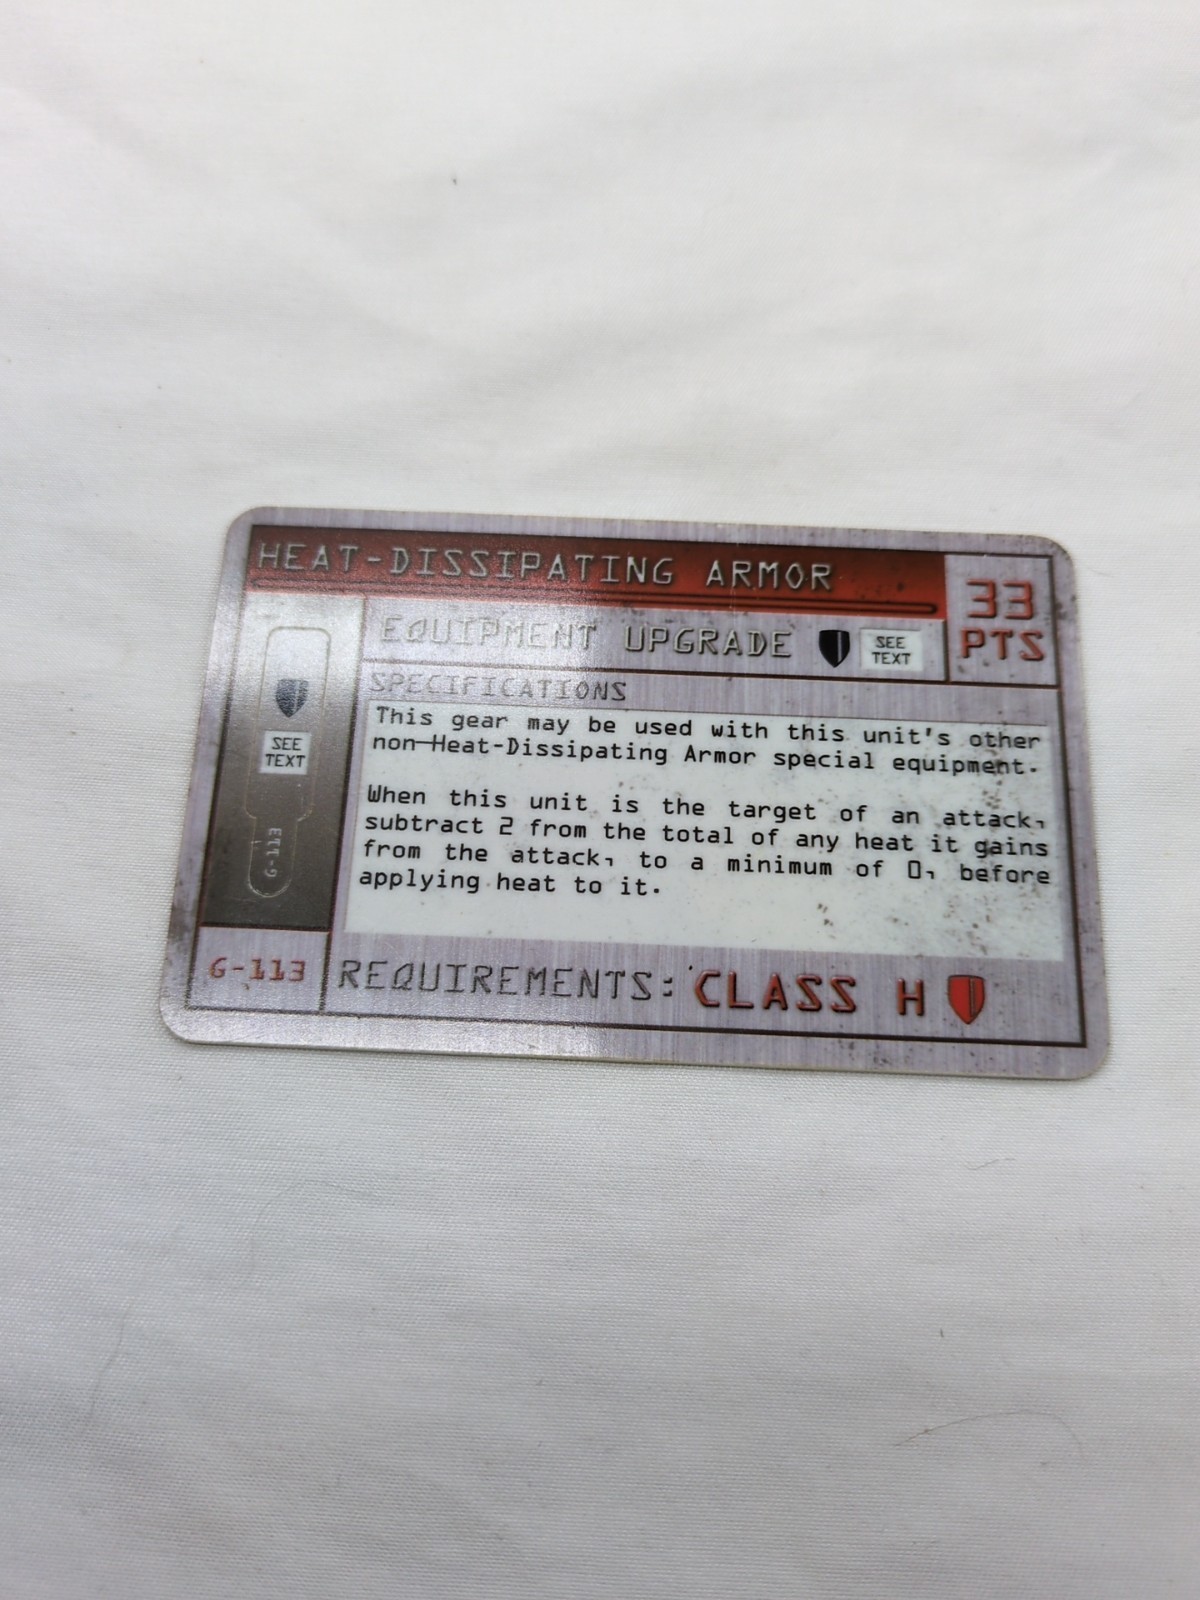 HEAT-DISSIPATING ARMOR
33
PTS
EQUIPMENT UPGRADE
SEE
TEXT
SPECIFICATIONS
This gear may be used with this unit's other
non-Heat-Dissipating Armor special equipment.
When this unit is the target of an attack,
subtract 2 from the total of any heat it gains
from the attack, to a minimum of 0, before
applying heat to it.
SEE
TEXT
G-113
G-113
REQUIREMENTS: CLASS H